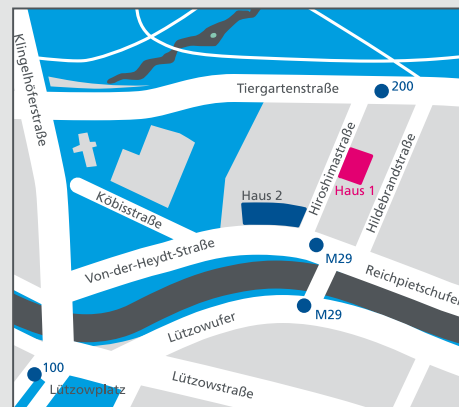 Klingelhöferstraße
Tiergartenstraße
200
Hiroshimastraße
Hildebrandstraße
Haus 1
Köbisstraße
Haus 2
Von-der-Heydt-Straße
M29
Reichpietschufer
M29
Lützowufer
100
Lützowplatz
Lützowstraße